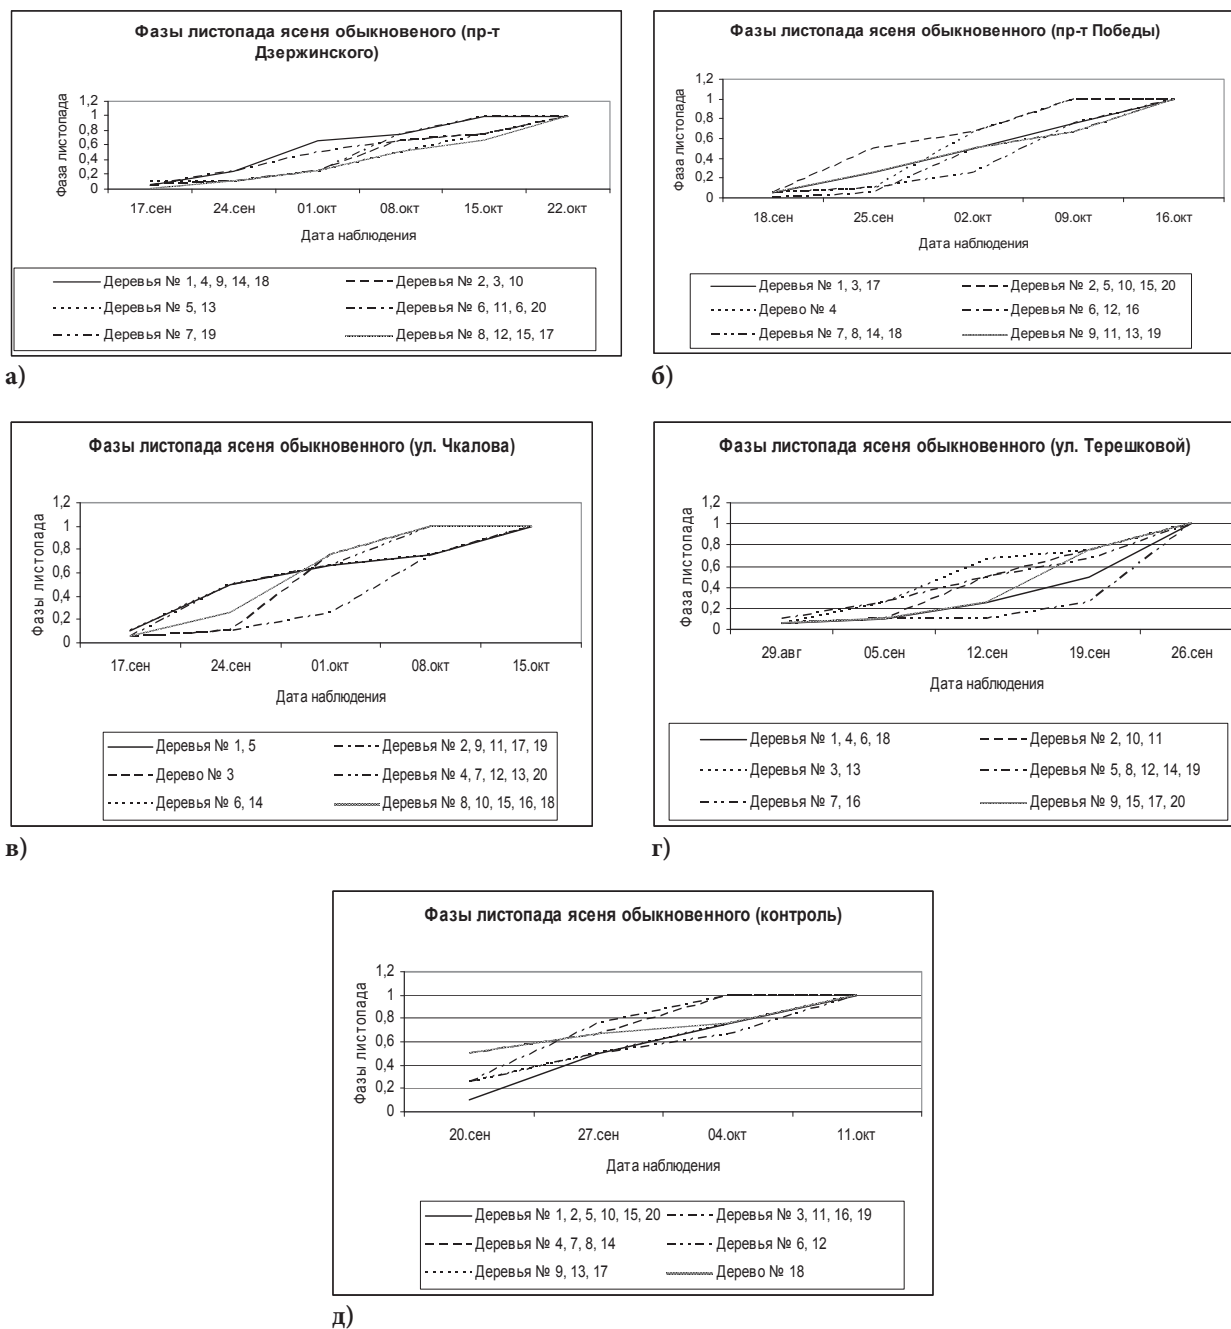 Фазы листопада ясеня обыкновеного (пр-т
Дзержинского)
Фаза листопада
1,2
1
0,8
0,6
0,4
0,2
0
17.сен 24.сен 01.окт 08.окт 15.окт 22.окт
Дата наблюдения
Деревья № 1, 4, 9, 14, 18 Деревья № 2, 3, 10
Деревья № 5, 13 Деревья № 6, 11, 6, 20
Деревья № 7, 19 Деревья № 8, 12, 15, 17
а)
Фазы листопада ясеня обыкновенного (пр-т Победы)
Фаза листопада
1,2
1
0,8
0,6
0,4
0,2
0
18.сен 25.сен 02.окт 09.окт 16.окт
Дата наблюдения
Деревья № 1, 3, 17 Деревья № 2, 5, 10, 15, 20
Дерево № 4 Деревья № 6, 12, 16
Деревья № 7, 8, 14, 18 Деревья № 9, 11, 13, 19
б)
Фазы листопада ясеня обыкновенного (ул. Чкалова)
Фазы листопада
1,2
1
0,8
0,6
0,4
0,2
0
17.сен 24.сен 01.окт 08.окт 15.окт
Дата наблюдения
Деревья № 1, 5 Деревья № 2, 9, 11, 17, 19
Дерево № 3 Деревья № 4, 7, 12, 13, 20
Деревья № 6, 14 Деревья № 8, 10, 15, 16, 18
в)
Фазы листопада ясеня обыкновенного (ул. Терешковой)
Фаза листопада
1,2
1
0,8
0,6
0,4
0,2
0
29.авг 05.сен 12.сен 19.сен 26.сен
Дата наблюдения
Деревья № 1, 4, 6, 18 Деревья № 2, 10, 11
Деревья № 3, 13 Деревья № 5, 8, 12, 14, 19
Деревья № 7, 16 Деревья № 9, 15, 17, 20
г)
Фазы листопада ясеня обыкновенного (контроль)
Фазы листопада
1,2
1
0,8
0,6
0,4
0,2
0
20.сен 27.сен 04.окт 11.окт
Дата наблюдения
Деревья № 1, 2, 5, 10, 15, 20 Деревья № 3, 11, 16, 19
Деревья № 4, 7, 8, 14 Деревья № 6, 12
Деревья № 9, 13, 17 Дерево № 18
д)